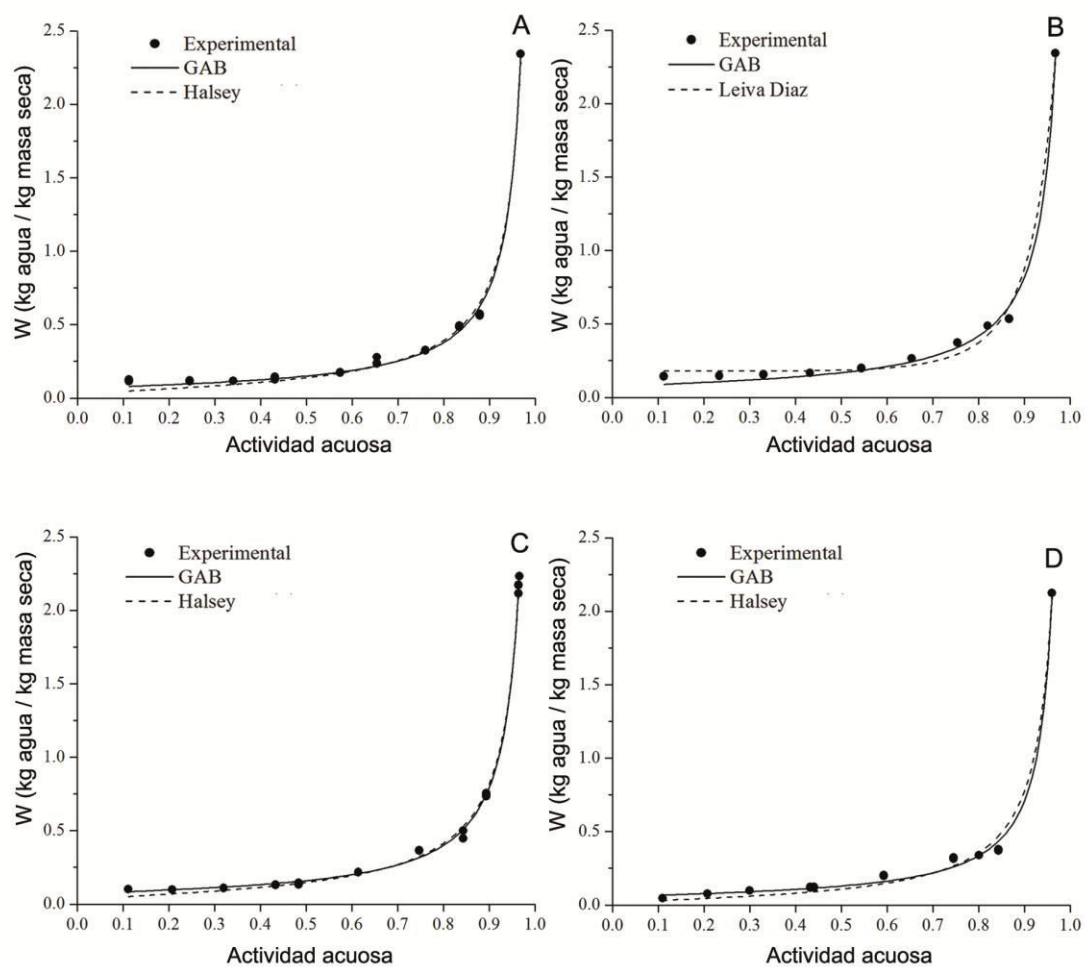 A
Experimental
GAB
Halsey
W (kg agua / kg masa seca)
2.5
2.0
1.5
1.0
0.5
0.0
0.0 0.1 0.2 0.3 0.4 0.5 0.6 0.7 0.8 0.9 1.0
Actividad acuosa
B
Experimental
GAB
Leiva Diaz
W (kg agua / kg masa seca)
2.5
2.0
1.5
1.0
0.5
0.0
0.0 0.1 0.2 0.3 0.4 0.5 0.6 0.7 0.8 0.9 1.0
Actividad acuosa
C
Experimental
GAB
Halsey
W (kg agua / kg masa seca)
2.5
2.0
1.5
1.0
0.5
0.0
0.0 0.1 0.2 0.3 0.4 0.5 0.6 0.7 0.8 0.9 1.0
Actividad acuosa
D
Experimental
GAB
Halsey
W (kg agua / kg masa seca)
2.5
2.0
1.5
1.0
0.5
0.0
0.0 0.1 0.2 0.3 0.4 0.5 0.6 0.7 0.8 0.9 1.0
Actividad acuosa